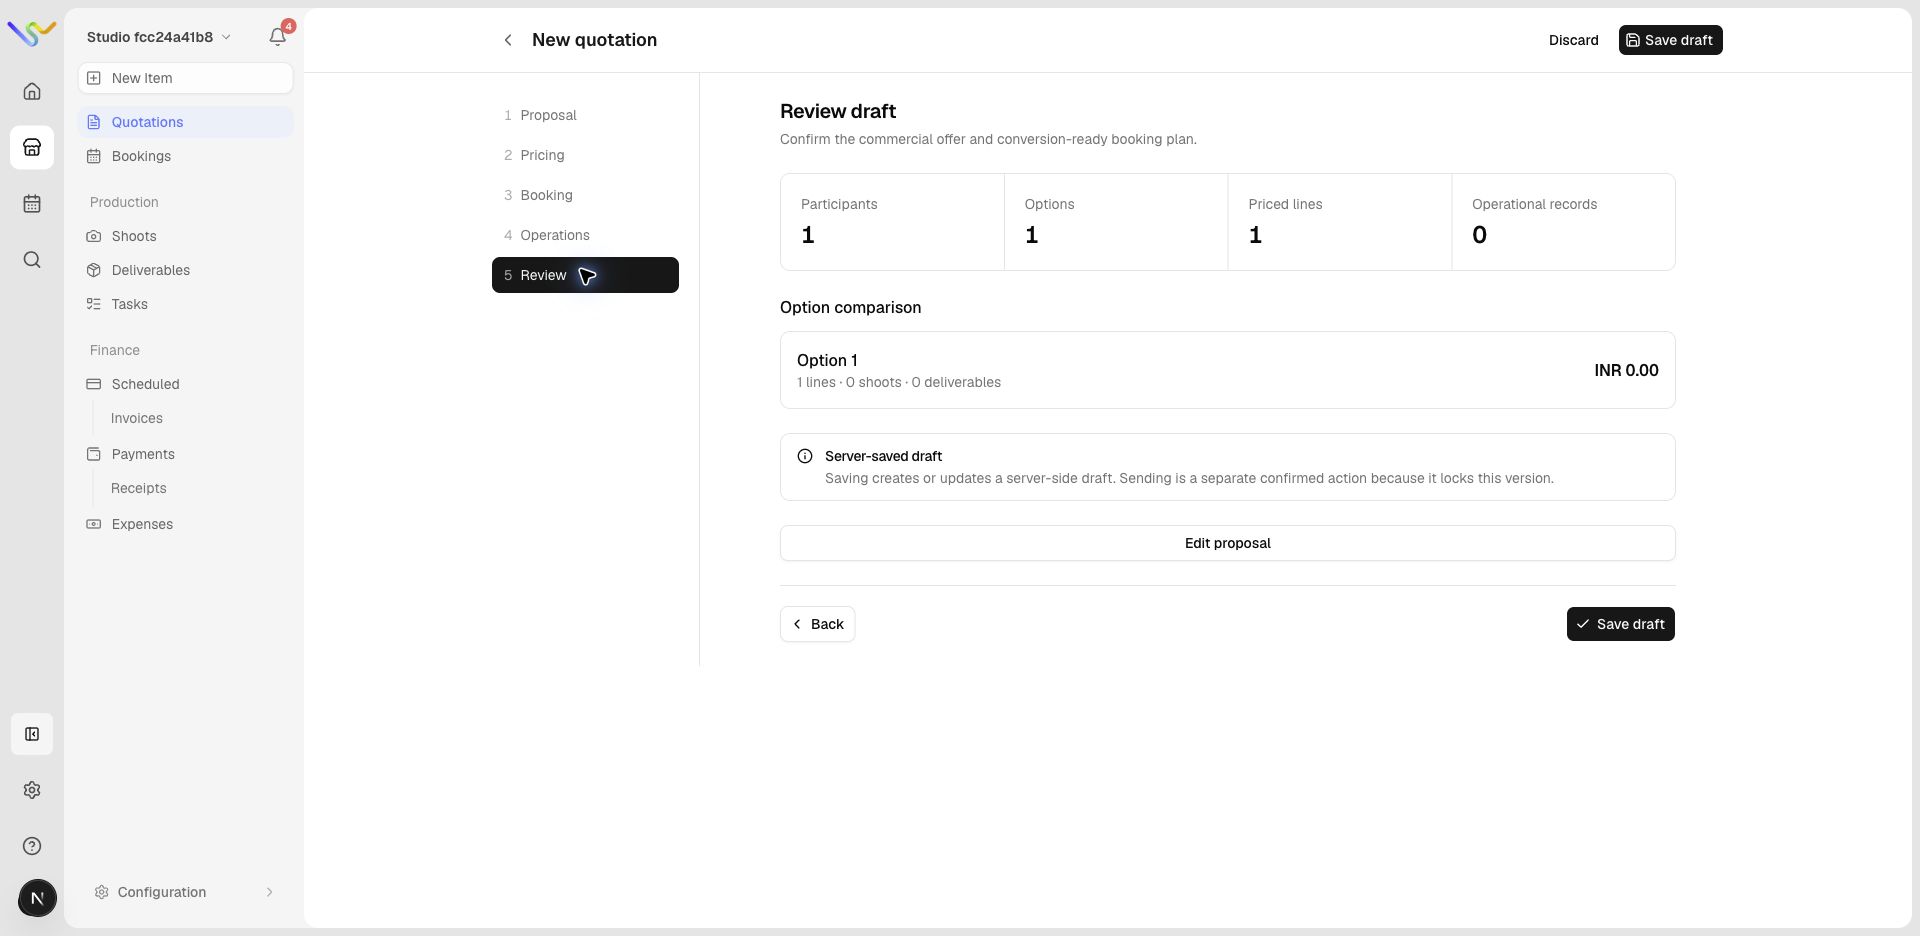 Studio fcc24a41b8
4
New Item
Quotations
Bookings
Production
Shoots
Deliverables
Tasks
Finance
Scheduled
Invoices
Payments
Receipts
Expenses
Configuration
N
New quotation
Discard
Save draft
1 Proposal
2 Pricing
3 Booking
4 Operations
5 Review
Review draft
Confirm the commercial offer and conversion-ready booking plan.
Participants
1
Options
1
Priced lines
1
Operational records
0
Option comparison
Option 1
1 lines · 0 shoots · 0 deliverables
INR 0.00
Server-saved draft
Saving creates or updates a server-side draft. Sending is a separate confirmed action because it locks this version.
Edit proposal
Back
Save draft